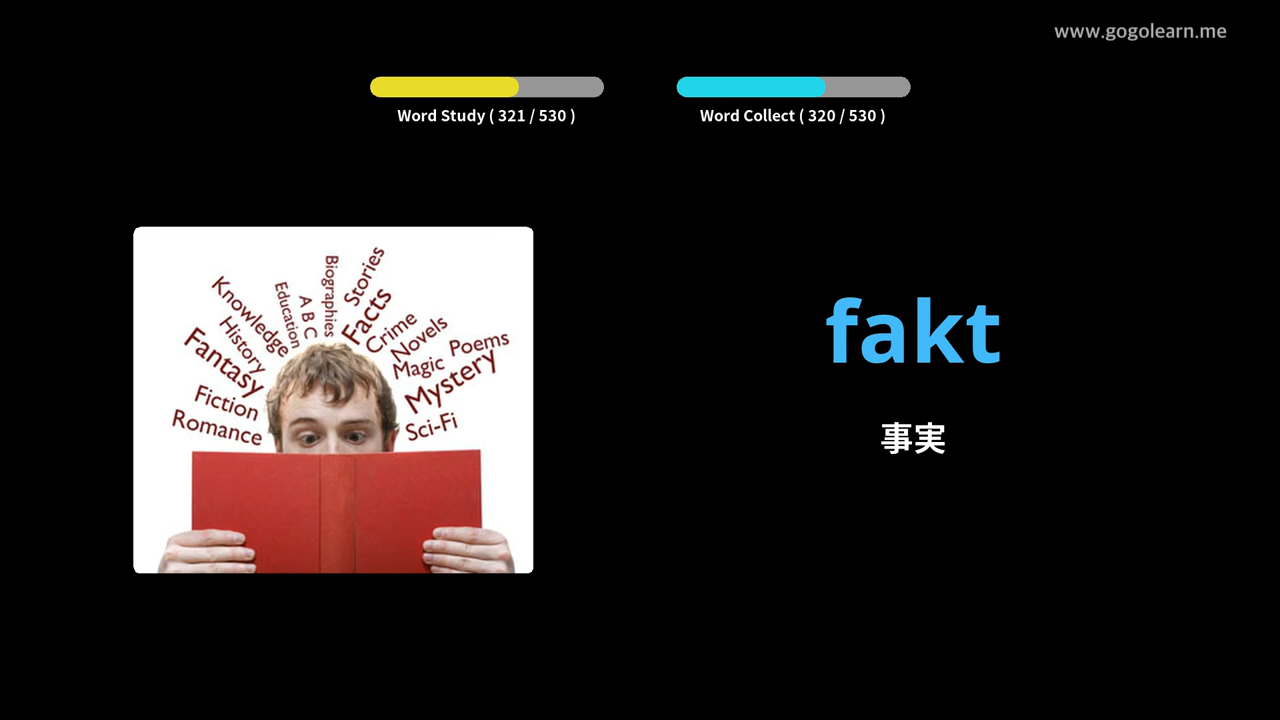 www.gogolearn.me
Word Study ( 321 / 530 )
Word Collect ( 320 / 530 )
Romance
Fiction
Fantasy
History
Knowledge
Education
A B C
Biographies
Stories
Facts
Crime
Novels
Magic
Poems
Mystery
Sci-Fi
fakt
事実